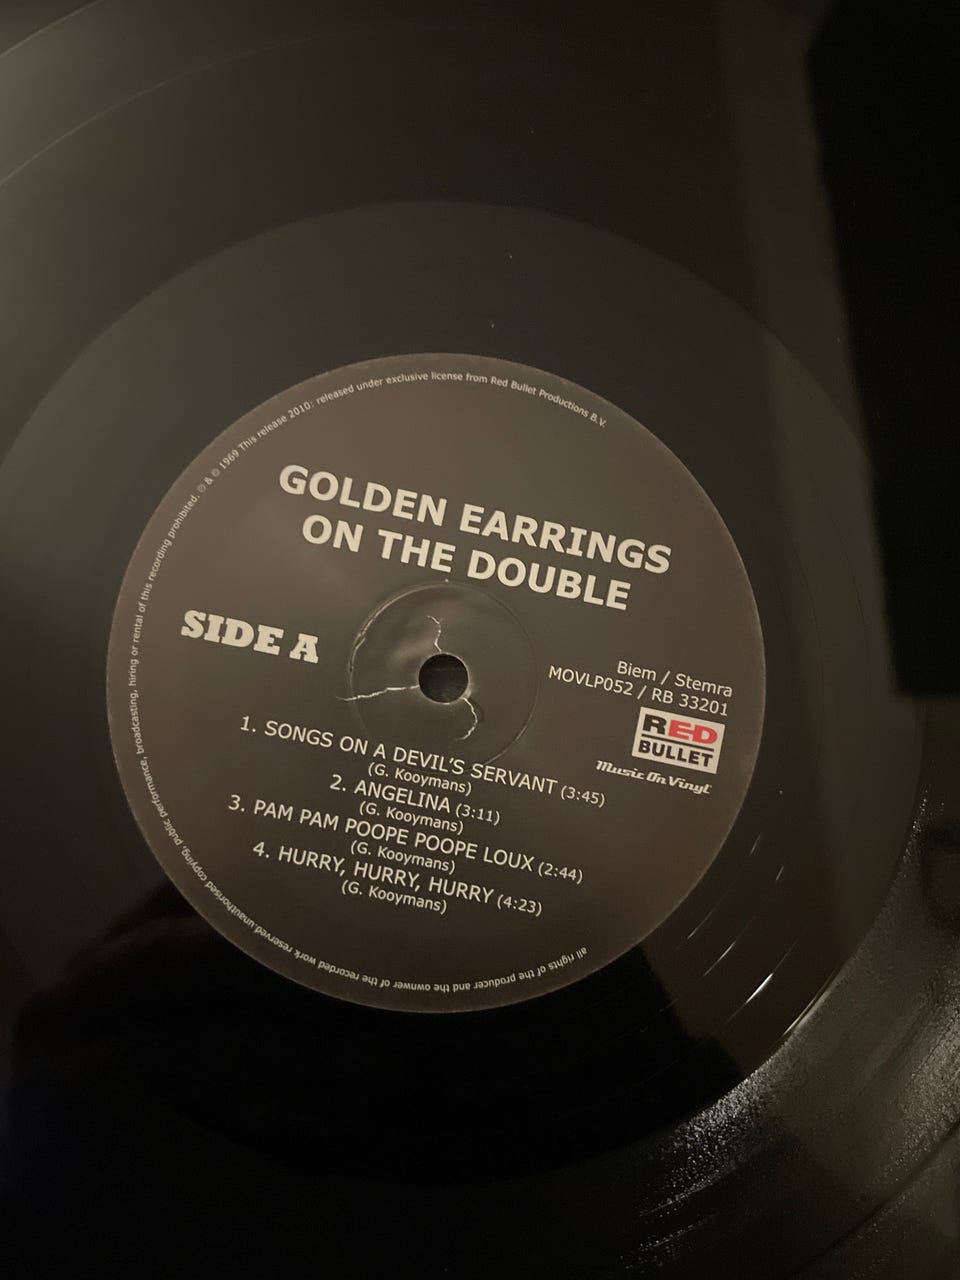 all rights of the producer and the ownwer of the recorded work reserved.unauthorised copying, public performance, broadcasting, hiring or rental of this recording prohibited. ℗ & © 1969 This release 2010: released under exclusive license from Red Bullet Productions B.V.
GOLDEN EARRINGS
ON THE DOUBLE
SIDE A
Biem / Stemra
MOVLP052 / RB 33201
RED
BULLET
Music On Vinyl
1. SONGS ON A DEVIL'S SERVANT (3:45)
(G. Kooymans)
2. ANGELINA (3:11)
(G. Kooymans)
3. PAM PAM POOPE POOPE LOUX (2:44)
(G. Kooymans)
4. HURRY, HURRY, HURRY (4:23)
(G. Kooymans)